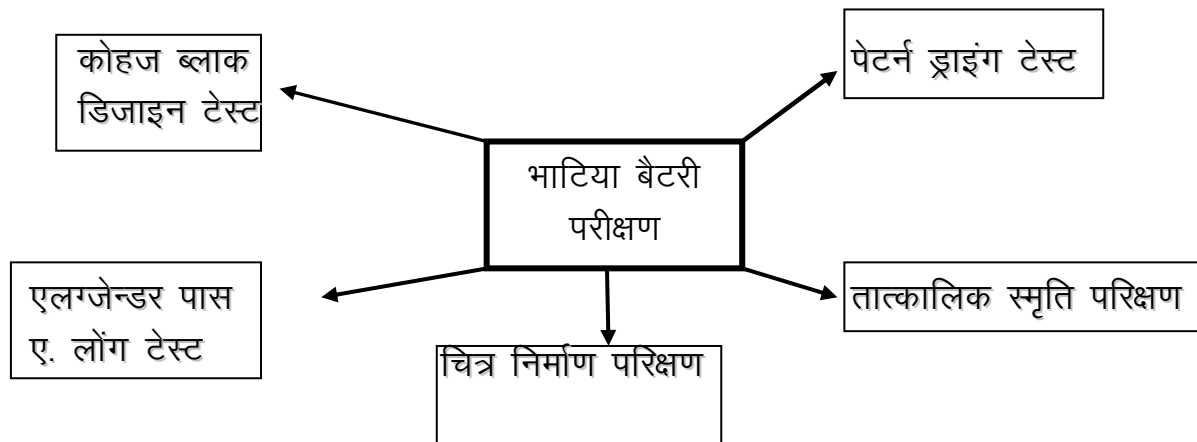 कोहज ब्लाक
डिजाइन टेस्ट
पेटर्न ड्राइंग टेस्ट
भाटिया बैटरी
परीक्षण
एलग्जेन्डर पास
ए. लोंग टेस्ट
तात्कालिक स्मृति परिक्षण
चित्र निर्माण परिक्षण